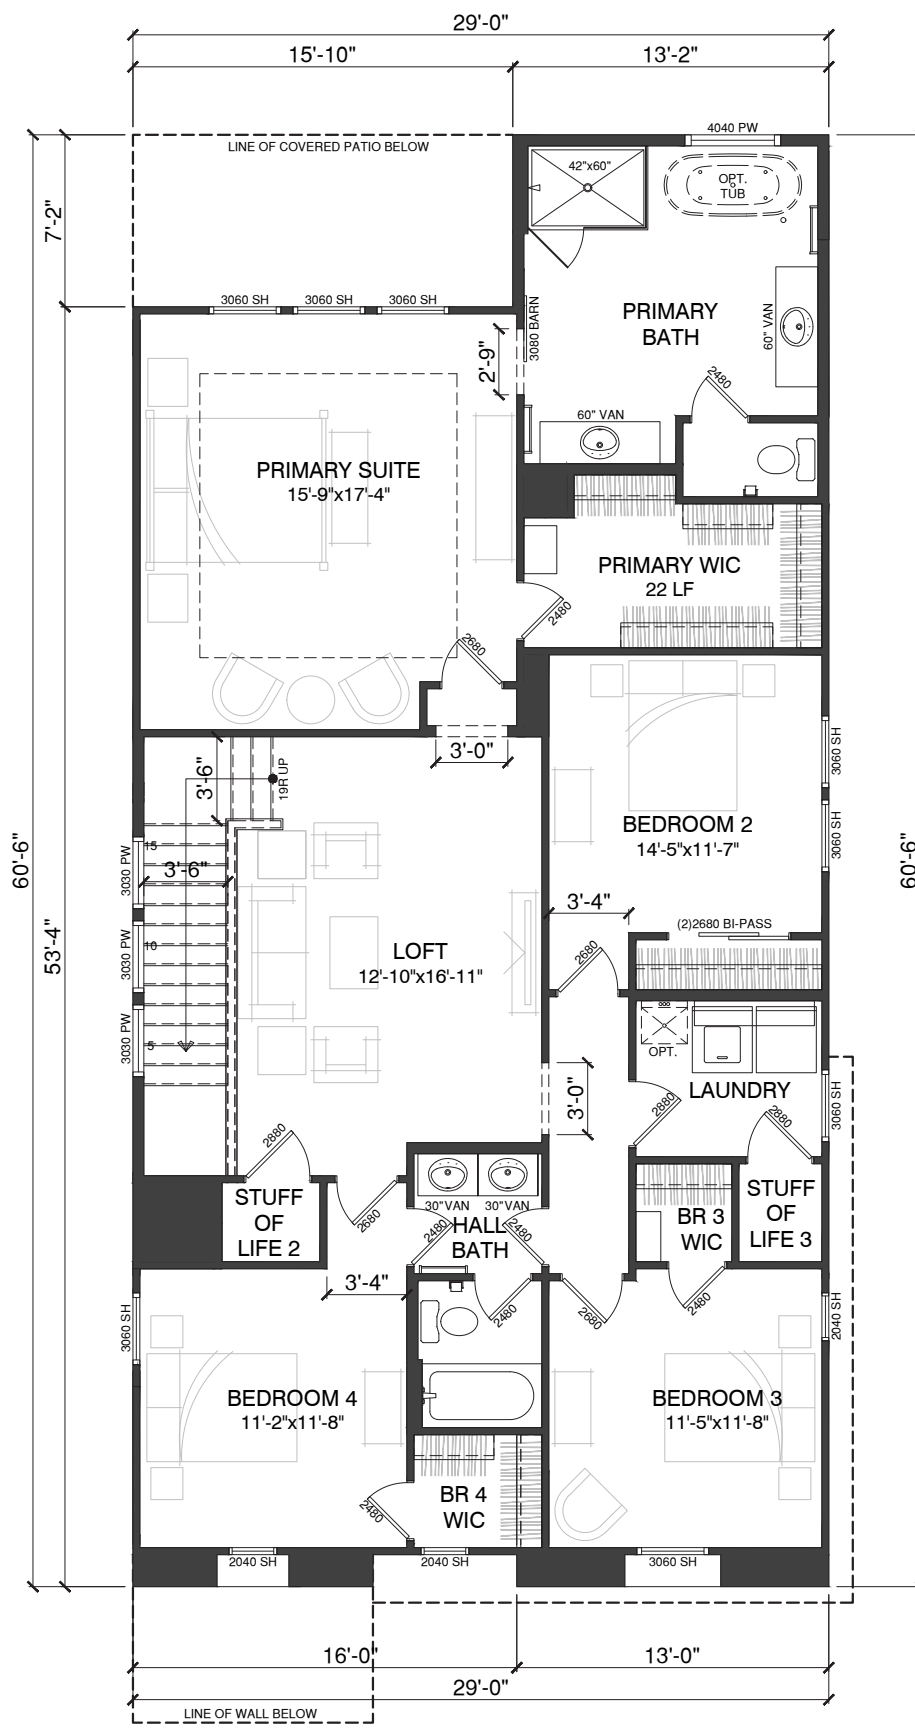 29'-0"
15'-10"
13'-2"
4040 PW
LINE OF COVERED PATIO BELOW
42"x60"
OPT.
TUB
7'-2"
3060 SH
3060 SH
3060 SH
3080 BARN
PRIMARY
BATH
60" VAN
2'-9"
2480
60" VAN
PRIMARY SUITE
15'-9"x17'-4"
PRIMARY WIC
22 LF
2480
2680
3'-0"
3'-6"
19R UP
3060 SH
BEDROOM 2
14'-5"x11'-7"
3060 SH
15
3'-6"
3030 PW
60'-6"
60'-6"
53'-4"
3'-4"
(2)2680 BI-PASS
10
3030 PW
LOFT
12'-10"x16'-11"
2680
5
3030 PW
OPT.
LAUNDRY
3'-0"
2880
3060 SH
2880
2880
STUFF
OF
LIFE 2
2680
30"VAN
30"VAN
HALL
BATH
2480
2480
BR 3
WIC
STUFF
OF
LIFE 3
3'-4"
2480
2680
2480
3060 SH
2040 SH
BEDROOM 4
11'-2"x11'-8"
BEDROOM 3
11'-5"x11'-8"
2480
BR 4
WIC
2040 SH
2040 SH
3060 SH
16'-0"
13'-0"
29'-0"
LINE OF WALL BELOW